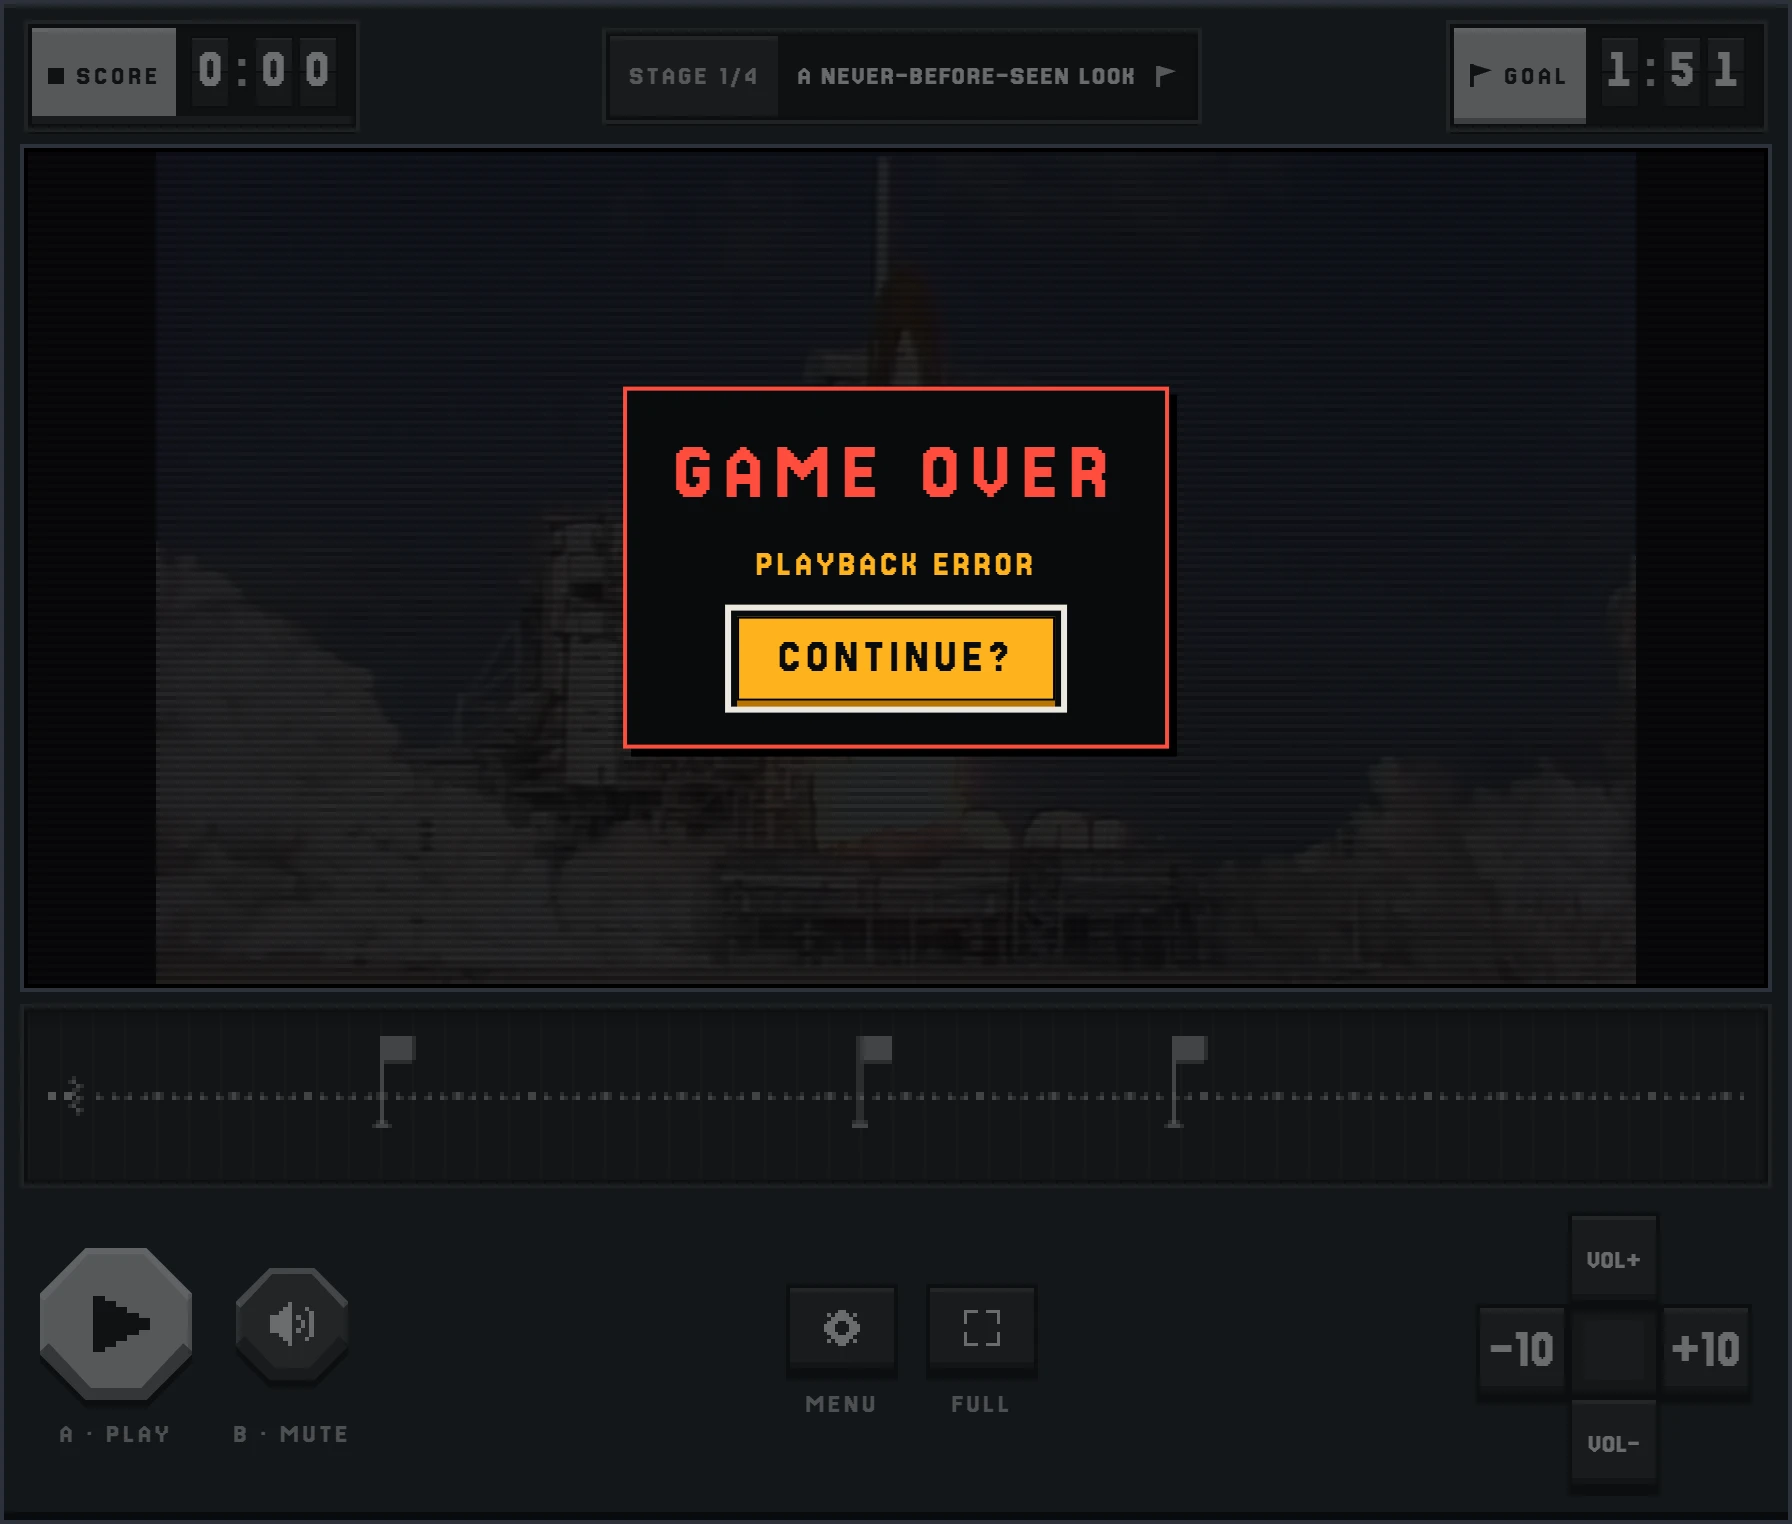 SCORE 0:00
STAGE 1/4 A NEVER-BEFORE-SEEN LOOK
GOAL 1:51
GAME OVER
PLAYBACK ERROR
CONTINUE?
A · PLAY
B · MUTE
MENU
FULL
VOL+
-10
+10
VOL-